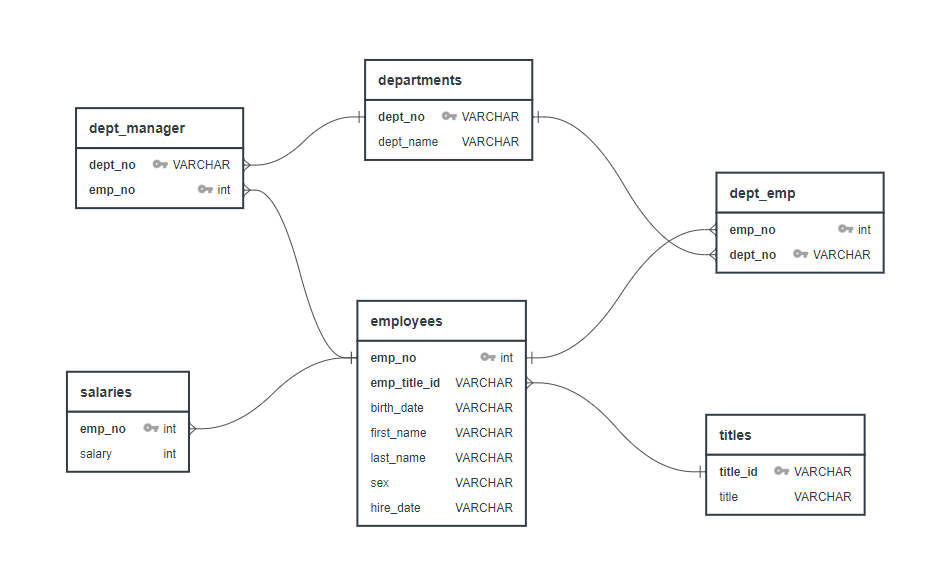 departments
dept_no VARCHAR
dept_name VARCHAR
dept_manager
dept_no VARCHAR
emp_no int
dept_emp
emp_no int
dept_no VARCHAR
employees
emp_no int
emp_title_id VARCHAR
birth_date VARCHAR
first_name VARCHAR
last_name VARCHAR
sex VARCHAR
hire_date VARCHAR
salaries
emp_no int
salary int
titles
title_id VARCHAR
title VARCHAR